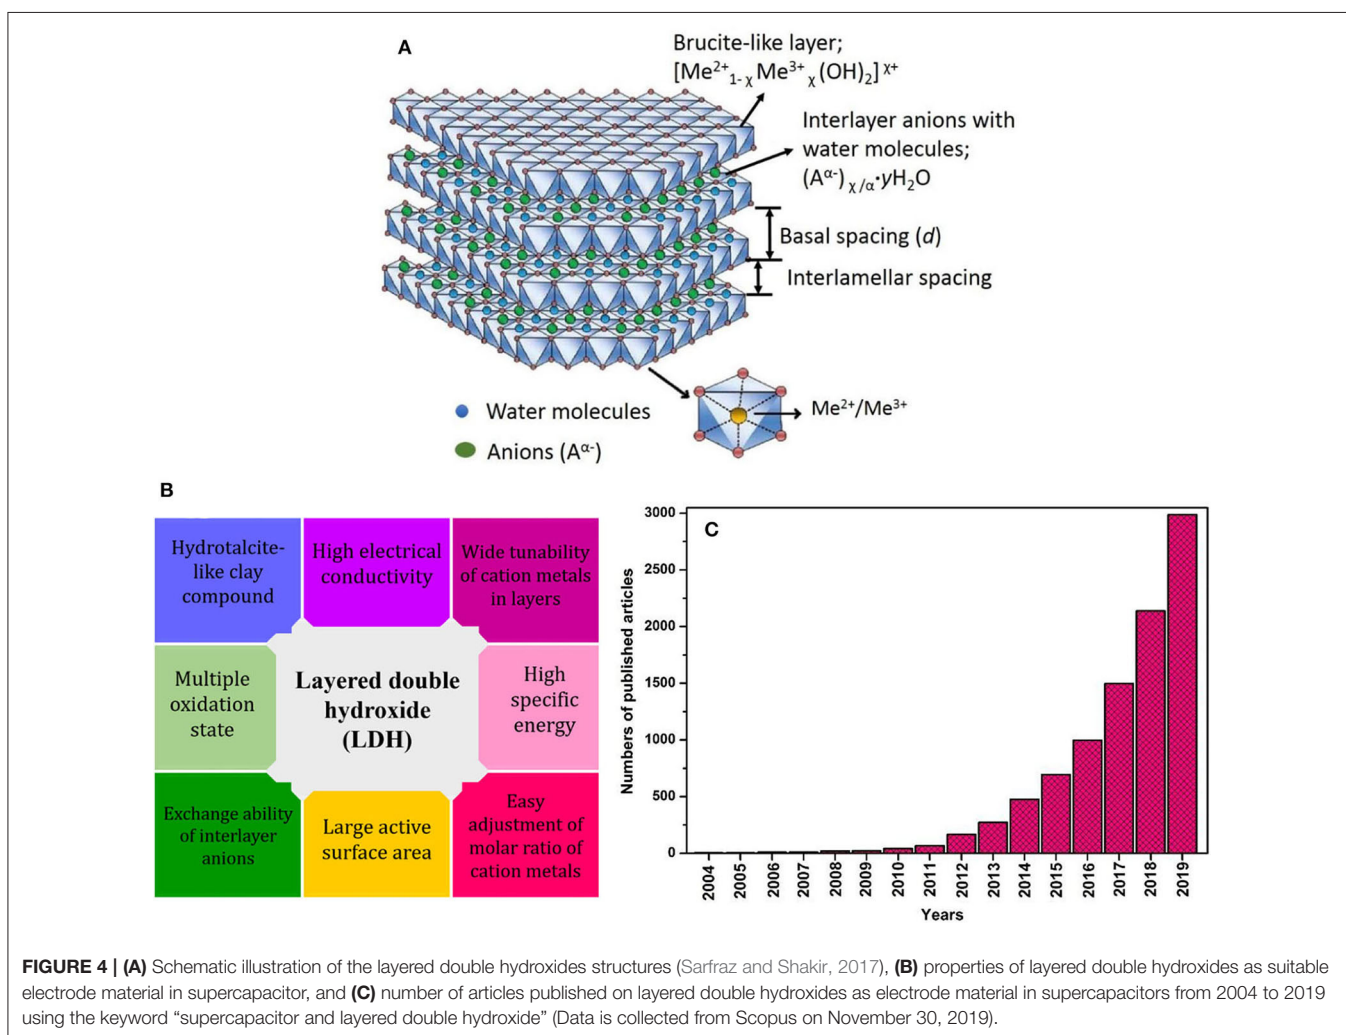 (A)
Brucite-like layer;
[Me²⁺₁₋ᵪMe³⁺ᵪ(OH)₂]ᵡ⁺
Interlayer anions with
water molecules;
(Aᵅ⁻)ᵪ/α·yH₂O
Basal spacing (d)
Interlamellar spacing
Me²⁺/Me³⁺
Water molecules
Anions (Aᵅ⁻)
B
Hydrotalcite-
like clay
compound
High electrical
conductivity
Wide tunability
of cation metals
in layers
Multiple
oxidation
state
Layered double
hydroxide
(LDH)
High
specific
energy
Exchange ability
of interlayer
anions
Large active
surface area
Easy
adjustment of
molar ratio of
cation metals
C
Numbers of published articles
3000
2500
2000
1500
1000
500
0
2004
2005
2006
2007
2008
2009
2010
2011
2012
2013
2014
2015
2016
2017
2018
2019
Years
FIGURE 4 | (A) Schematic illustration of the layered double hydroxides structures (Sarfraz and Shakir, 2017), (B) properties of layered double hydroxides as suitable
electrode material in supercapacitor, and (C) number of articles published on layered double hydroxides as electrode material in supercapacitors from 2004 to 2019
using the keyword “supercapacitor and layered double hydroxide” (Data is collected from Scopus on November 30, 2019).